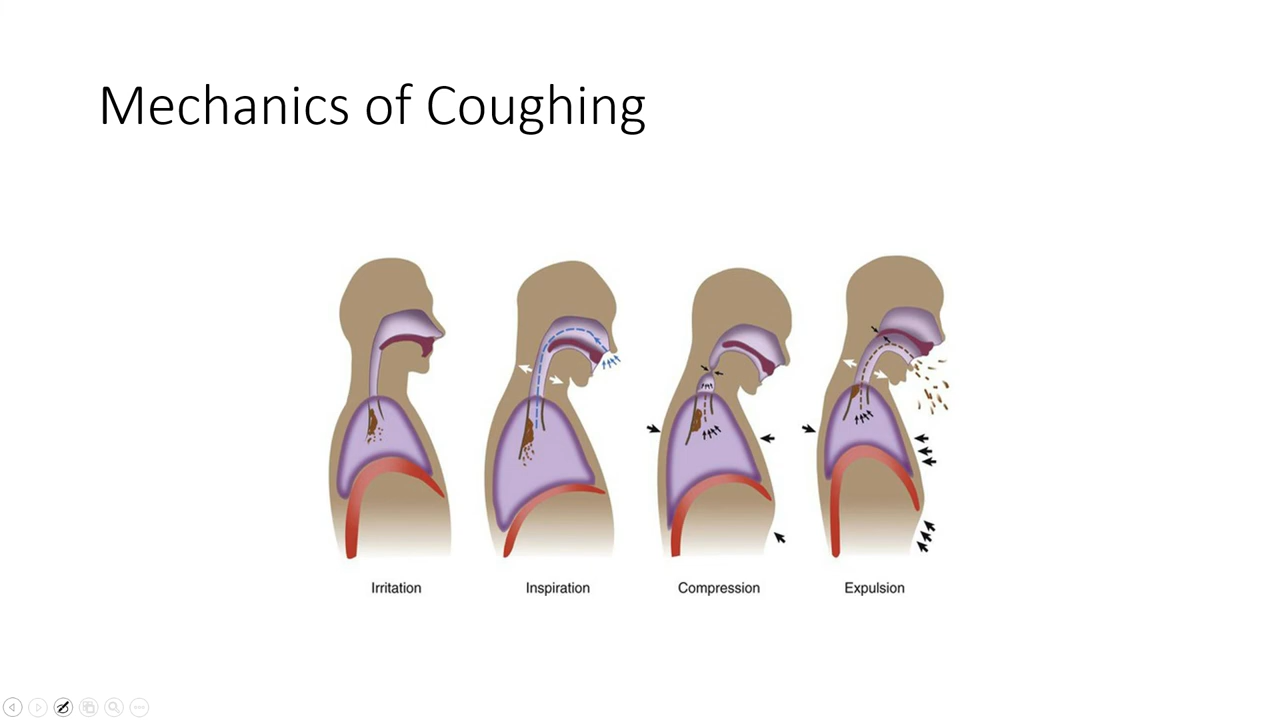 Mechanics of Coughing
Irritation
Inspiration
Compression
Expulsion